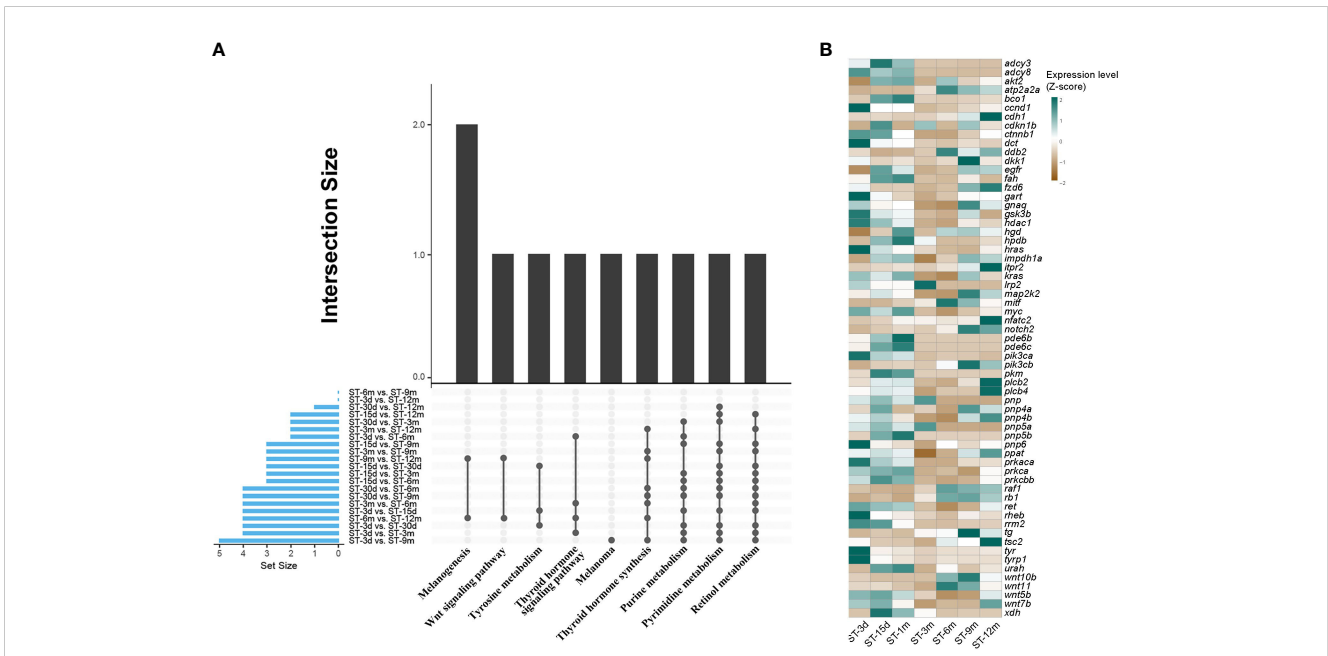 A
B
Intersection Size
2.0
1.0
0.0
ST-6m vs. ST-9m
ST-3d vs. ST-12m
ST-30d vs. ST-12m
ST-15d vs. ST-12m
ST-30d vs. ST-3m
ST-3m vs. ST-12m
ST-3d vs. ST-6m
ST-15d vs. ST-9m
ST-3m vs. ST-9m
ST-9m vs. ST-12m
ST-15d vs. ST-30d
ST-15d vs. ST-3m
ST-15d vs. ST-6m
ST-30d vs. ST-6m
ST-30d vs. ST-9m
ST-3m vs. ST-6m
ST-3d vs. ST-15d
ST-6m vs. ST-12m
ST-3d vs. ST-30d
ST-3d vs. ST-3m
ST-3d vs. ST-9m
5 4 3 2 1 0
Set Size
Melanogenesis
Wnt signaling pathway
Tyrosine metabolism
Thyroid hormone
signaling pathway
Melanoma
Thyroid hormone synthesis
Purine metabolism
Pyrimidine metabolism
Retinol metabolism
adcy3
adcy8
akt2
atp2a2a
bco1
ccnd1
cdh1
cdkn1b
ctnnb1
dct
ddb2
dkk1
egfr
fah
fzd6
gart
gnaq
gsk3b
hdac1
hgd
hpdb
hras
impdh1a
itpr2
kras
lrp2
map2k2
mitf
myc
nfatc2
notch2
pde6b
pde6c
pik3ca
pik3cb
pkm
plcb2
plcb4
pnp
pnp4a
pnp4b
pnp5a
pnp5b
pnp6
ppat
prkaca
prkca
prkcbb
raf1
rb1
ret
rheb
rrm2
tg
tsc2
tyr
tyrp1
urah
wnt10b
wnt11
wnt5b
wnt7b
xdh
ST-3d
ST-15d
ST-1m
ST-3m
ST-6m
ST-9m
ST-12m
Expression level
(Z-score)
2
1
0
−1
−2